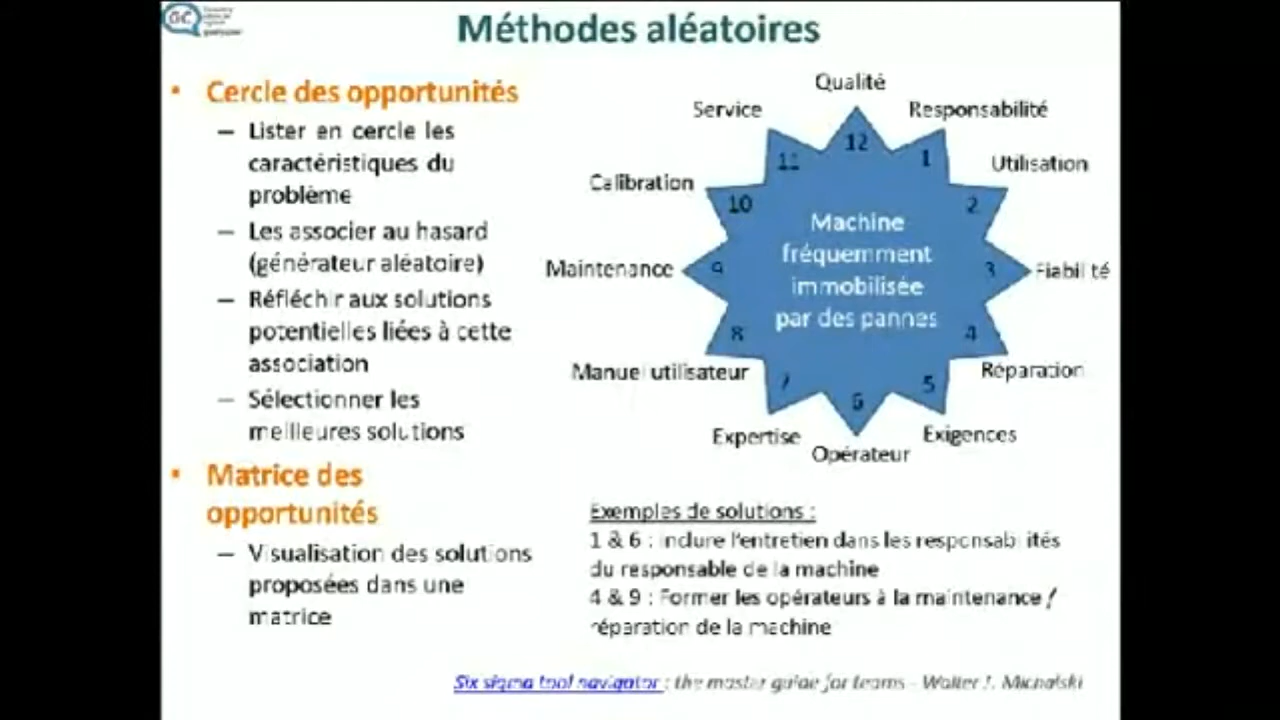 GC
Méthodes aléatoires
• Cercle des opportunités
– Lister en cercle les
caractéristiques du
problème
– Les associer au hasard
(générateur aléatoire)
– Réfléchir aux solutions
potentielles liées à cette
association
– Sélectionner les
meilleures solutions
• Matrice des
opportunités
– Visualisation des solutions
proposées dans une
matrice
Qualité
Responsabilité
Utilisation
Fiabilité
Réparation
Exigences
Opérateur
Expertise
Manuel utilisateur
Maintenance
Calibration
Service
12
1
2
3
4
5
6
7
8
9
10
11
Machine
fréquemment
immobilisée
par des pannes
Exemples de solutions :
1 & 6 : Inclure l'entretien dans les responsabilités
du responsable de la machine
4 & 9 : Former les opérateurs à la maintenance /
réparation de la machine
Six sigma tool navigator : the master guide for teams - Walter J. Michalski